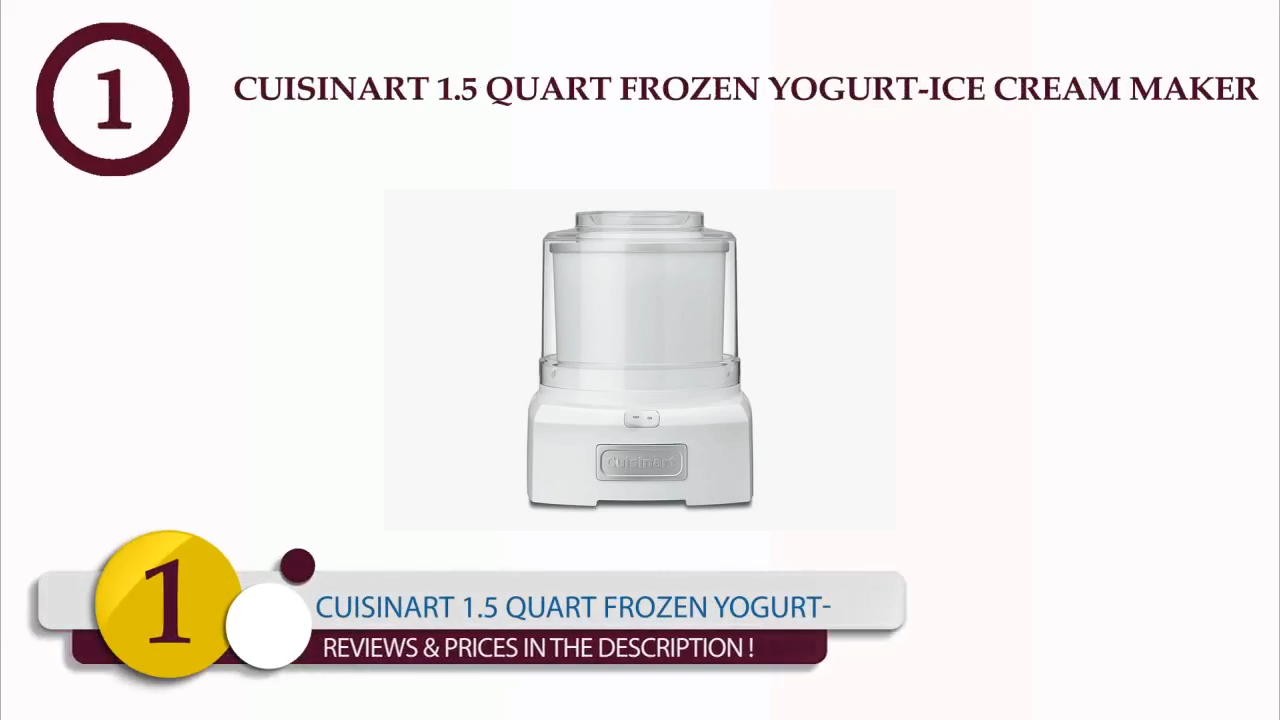 1
CUISINART 1.5 QUART FROZEN YOGURT-ICE CREAM MAKER
cuisinart
1
CUISINART 1.5 QUART FROZEN YOGURT-
REVIEWS & PRICES IN THE DESCRIPTION !